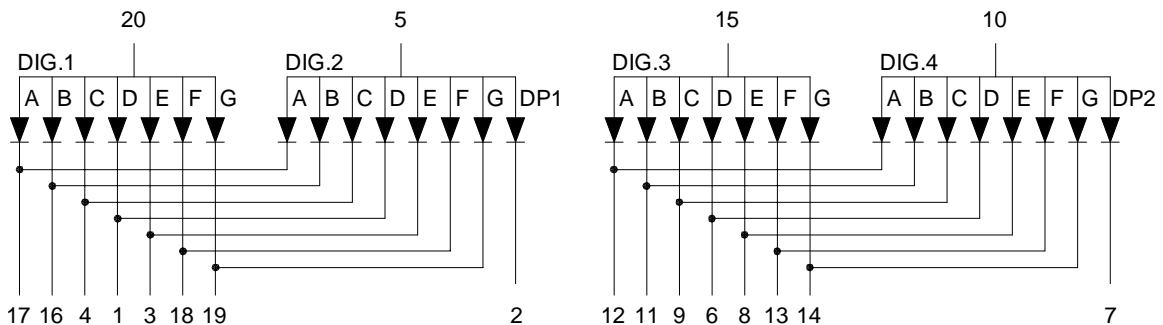 20 5 15 10
DIG.1 DIG.2 DIG.3 DIG.4
A B C D E F G A B C D E F G DP1 A B C D E F G A B C D E F G DP2
17 16 4 1 3 18 19 2 12 11 9 6 8 13 14 7